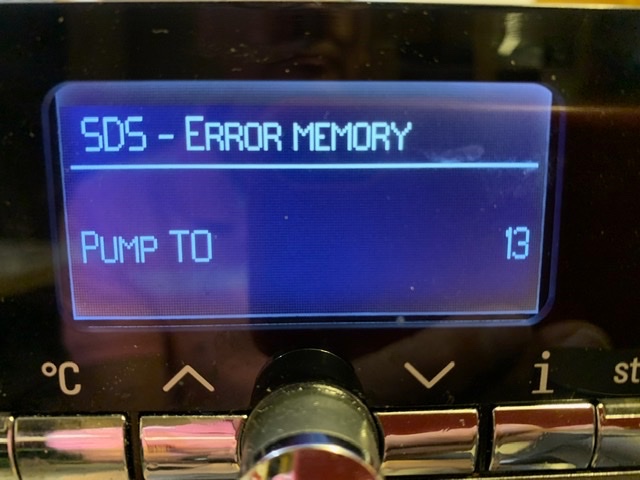 SDS - ERROR MEMORY
PUMP TO 13
°C i st